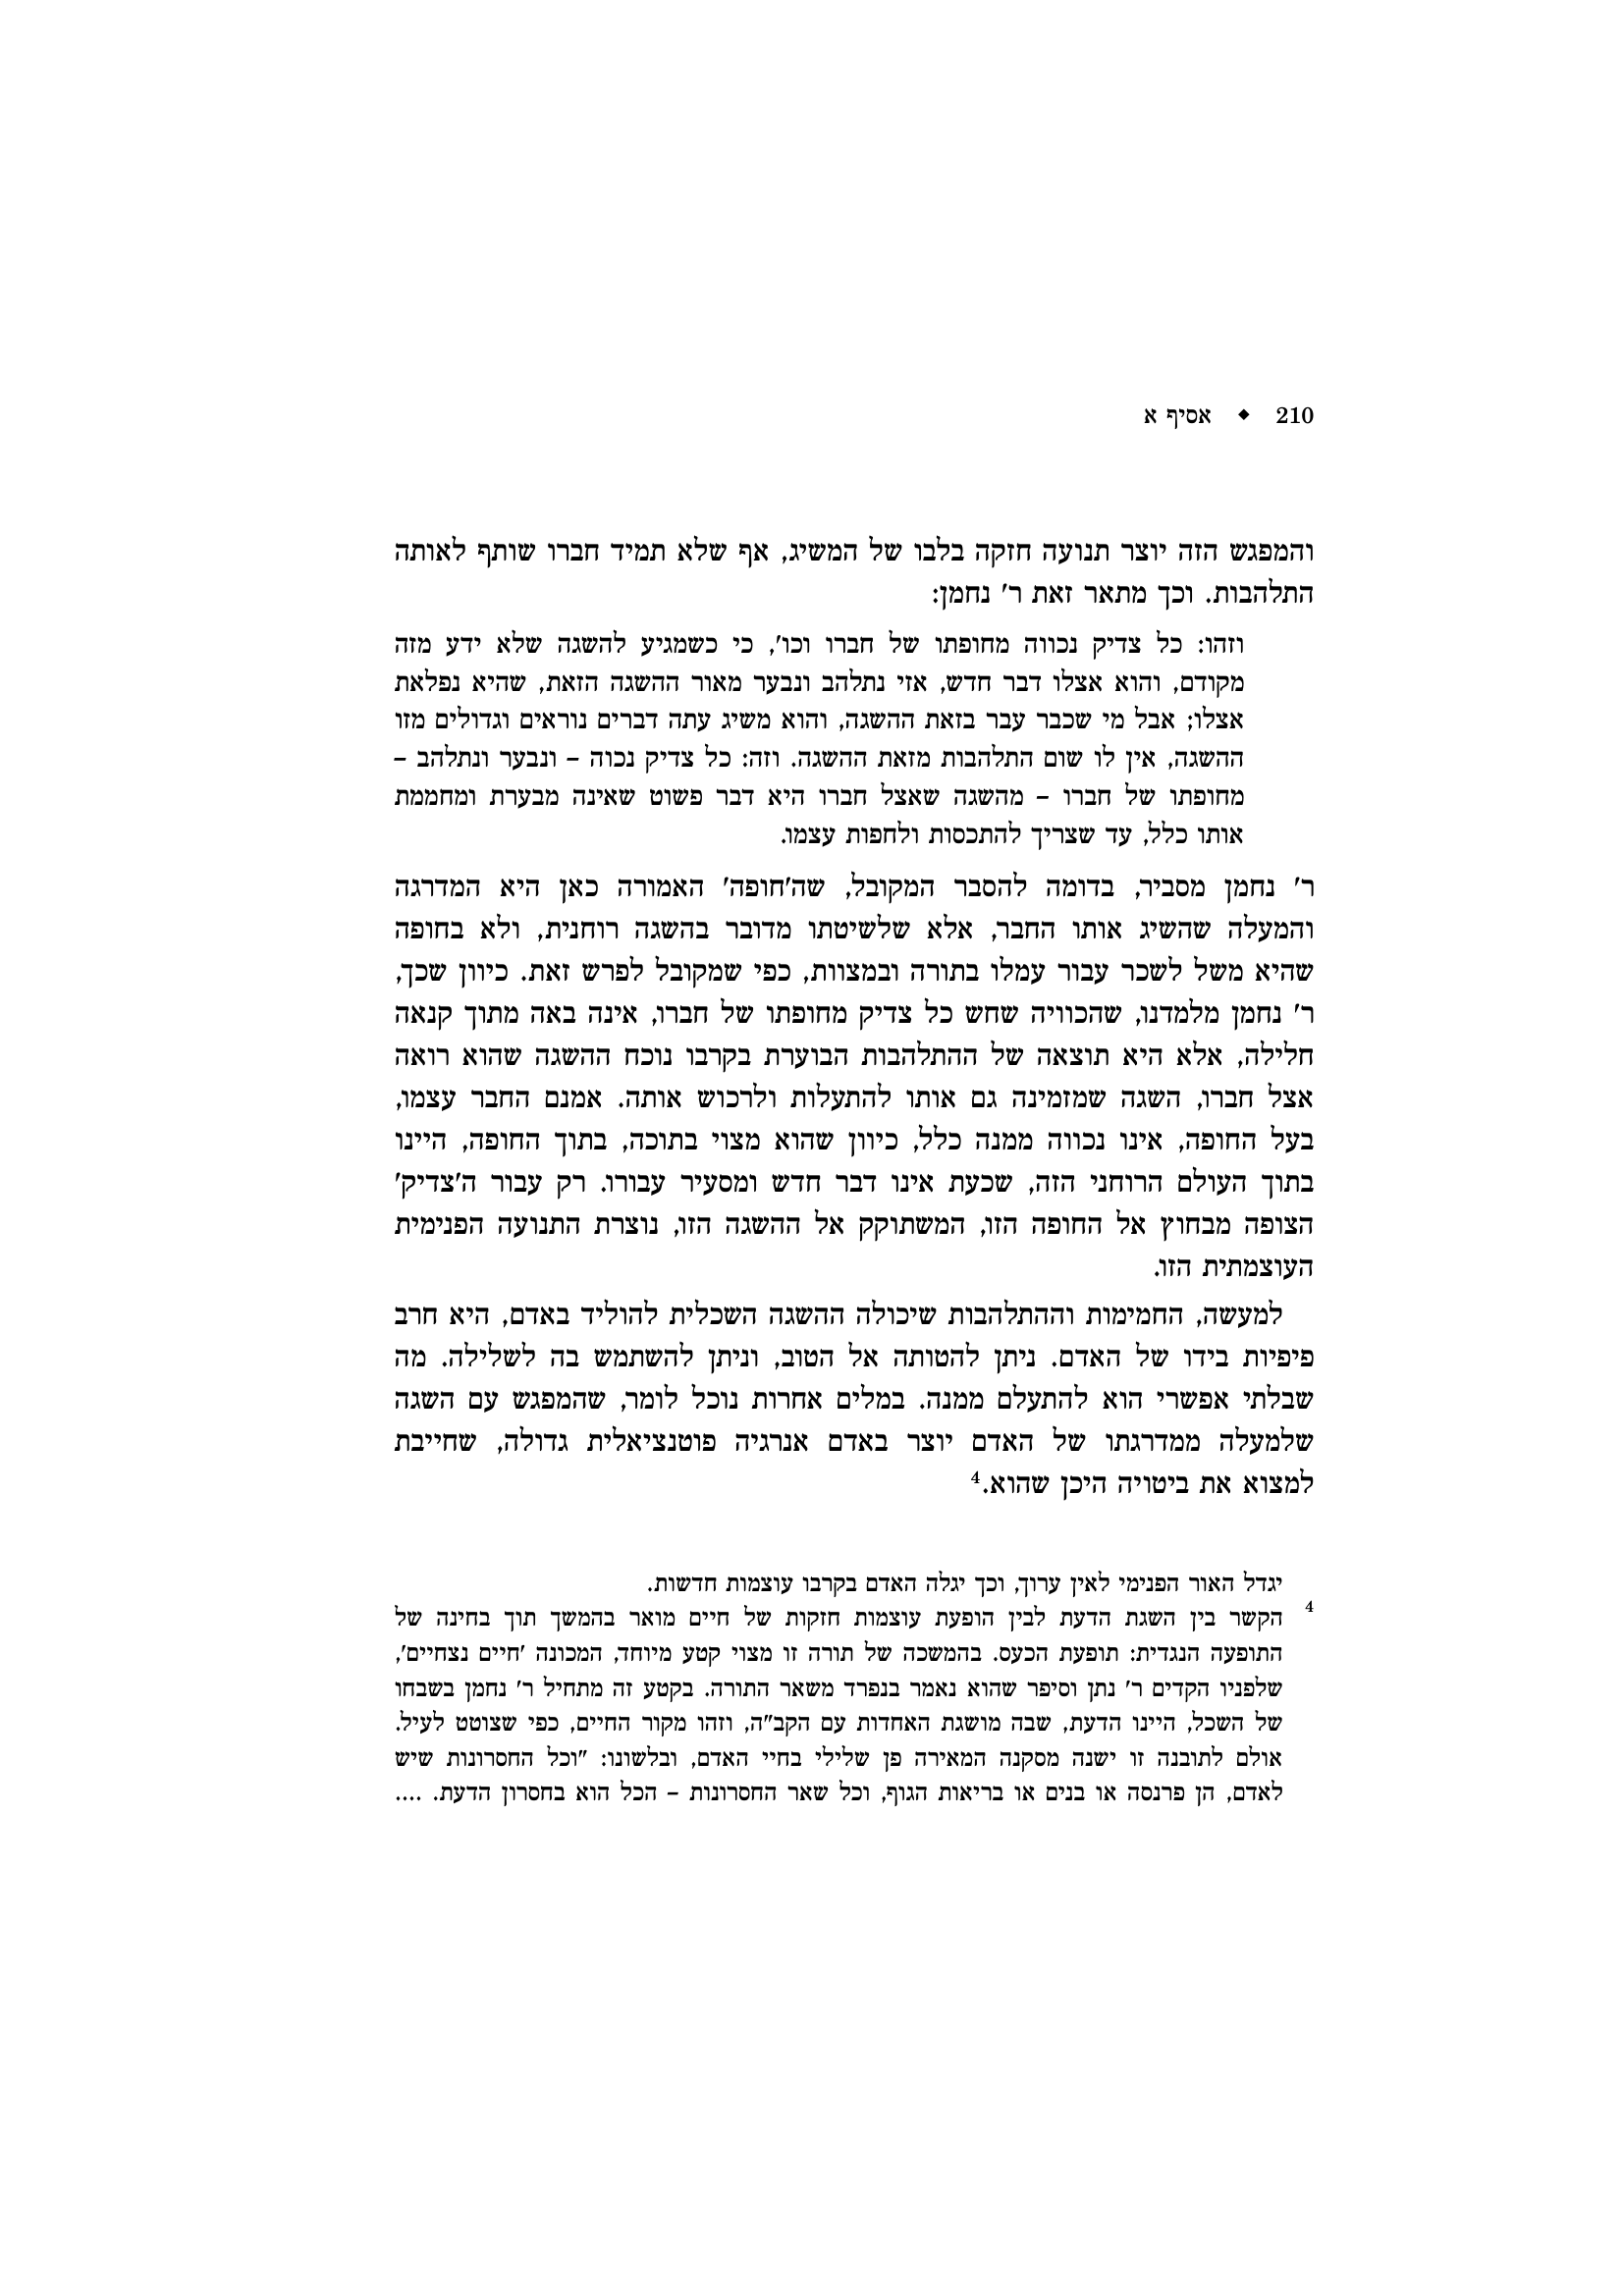 210 ◆ אסיף א
והמפגש הזה יוצר תנועה חזקה בלבו של המשיג, אף שלא תמיד חברו שותף לאותה
התלהבות. וכך מתאר זאת ר' נחמן:
וזהו: כל צדיק נכווה מחופתו של חברו וכו', כי כשמגיע להשגה שלא ידע מזה
מקודם, והוא אצלו דבר חדש, אזי נתלהב ונבער מאור ההשגה הזאת, שהיא נפלאת
אצלו; אבל מי שכבר עבר בזאת ההשגה, והוא משיג עתה דברים נוראים וגדולים מזו
ההשגה, אין לו שום התלהבות מזאת ההשגה. וזה: כל צדיק נכוה – ונבער ונתלהב –
מחופתו של חברו – מהשגה שאצל חברו היא דבר פשוט שאינה מבערת ומחממת
אותו כלל, עד שצריך להתכסות ולחפות עצמו.
ר' נחמן מסביר, בדומה להסבר המקובל, שה'חופה' האמורה כאן היא המדרגה
והמעלה שהשיג אותו החבר, אלא שלשיטתו מדובר בהשגה רוחנית, ולא בחופה
שהיא משל לשכר עבור עמלו בתורה ובמצוות, כפי שמקובל לפרש זאת. כיוון שכך,
ר' נחמן מלמדנו, שהכוויה שחש כל צדיק מחופתו של חברו, אינה באה מתוך קנאה
חלילה, אלא היא תוצאה של ההתלהבות הבוערת בקרבו נוכח ההשגה שהוא רואה
אצל חברו, השגה שמזמינה גם אותו להתעלות ולרכוש אותה. אמנם החבר עצמו,
בעל החופה, אינו נכווה ממנה כלל, כיוון שהוא מצוי בתוכה, בתוך החופה, היינו
בתוך העולם הרוחני הזה, שכעת אינו דבר חדש ומסעיר עבורו. רק עבור ה'צדיק'
הצופה מבחוץ אל החופה הזו, המשתוקק אל ההשגה הזו, נוצרת התנועה הפנימית
העוצמתית הזו.
למעשה, החמימות וההתלהבות שיכולה ההשגה השכלית להוליד באדם, היא חרב
פיפיות בידו של האדם. ניתן להטותה אל הטוב, וניתן להשתמש בה לשלילה. מה
שבלתי אפשרי הוא להתעלם ממנה. במלים אחרות נוכל לומר, שהמפגש עם השגה
שלמעלה ממדרגתו של האדם יוצר באדם אנרגיה פוטנציאלית גדולה, שחייבת
למצוא את ביטויה היכן שהוא.4
יגדל האור הפנימי לאין ערוך, וכך יגלה האדם בקרבו עוצמות חדשות.
4 הקשר בין השגת הדעת לבין הופעת עוצמות חזקות של חיים מואר בהמשך תוך בחינה של
התופעה הנגדית: תופעת הכעס. בהמשכה של תורה זו מצוי קטע מיוחד, המכונה 'חיים נצחיים',
שלפניו הקדים ר' נתן וסיפר שהוא נאמר בנפרד משאר התורה. בקטע זה מתחיל ר' נחמן בשבחו
של השכל, היינו הדעת, שבה מושגת האחדות עם הקב"ה, וזהו מקור החיים, כפי שצוטט לעיל.
אולם לתובנה זו ישנה מסקנה המאירה פן שלילי בחיי האדם, ובלשונו: "וכל החסרונות שיש
לאדם, הן פרנסה או בנים או בריאות הגוף, וכל שאר החסרונות – הכל הוא בחסרון הדעת. ....